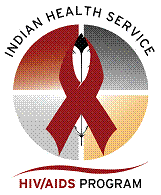 INDIAN HEALTH SERVICE
HIV/AIDS PROGRAM